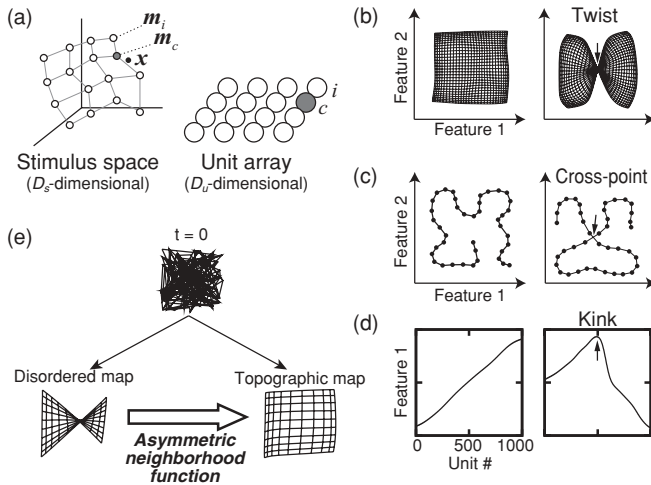 (a)
m_i
m_c
x
i
c
Stimulus space
(D_s-dimensional)
Unit array
(D_u-dimensional)
(b)
Twist
Feature 2
Feature 1
(c)
Cross-point
Feature 2
Feature 1
(d)
Kink
Feature 1
0
500
1000
Unit #
(e)
t = 0
Disordered map
Topographic map
Asymmetric
neighborhood
function